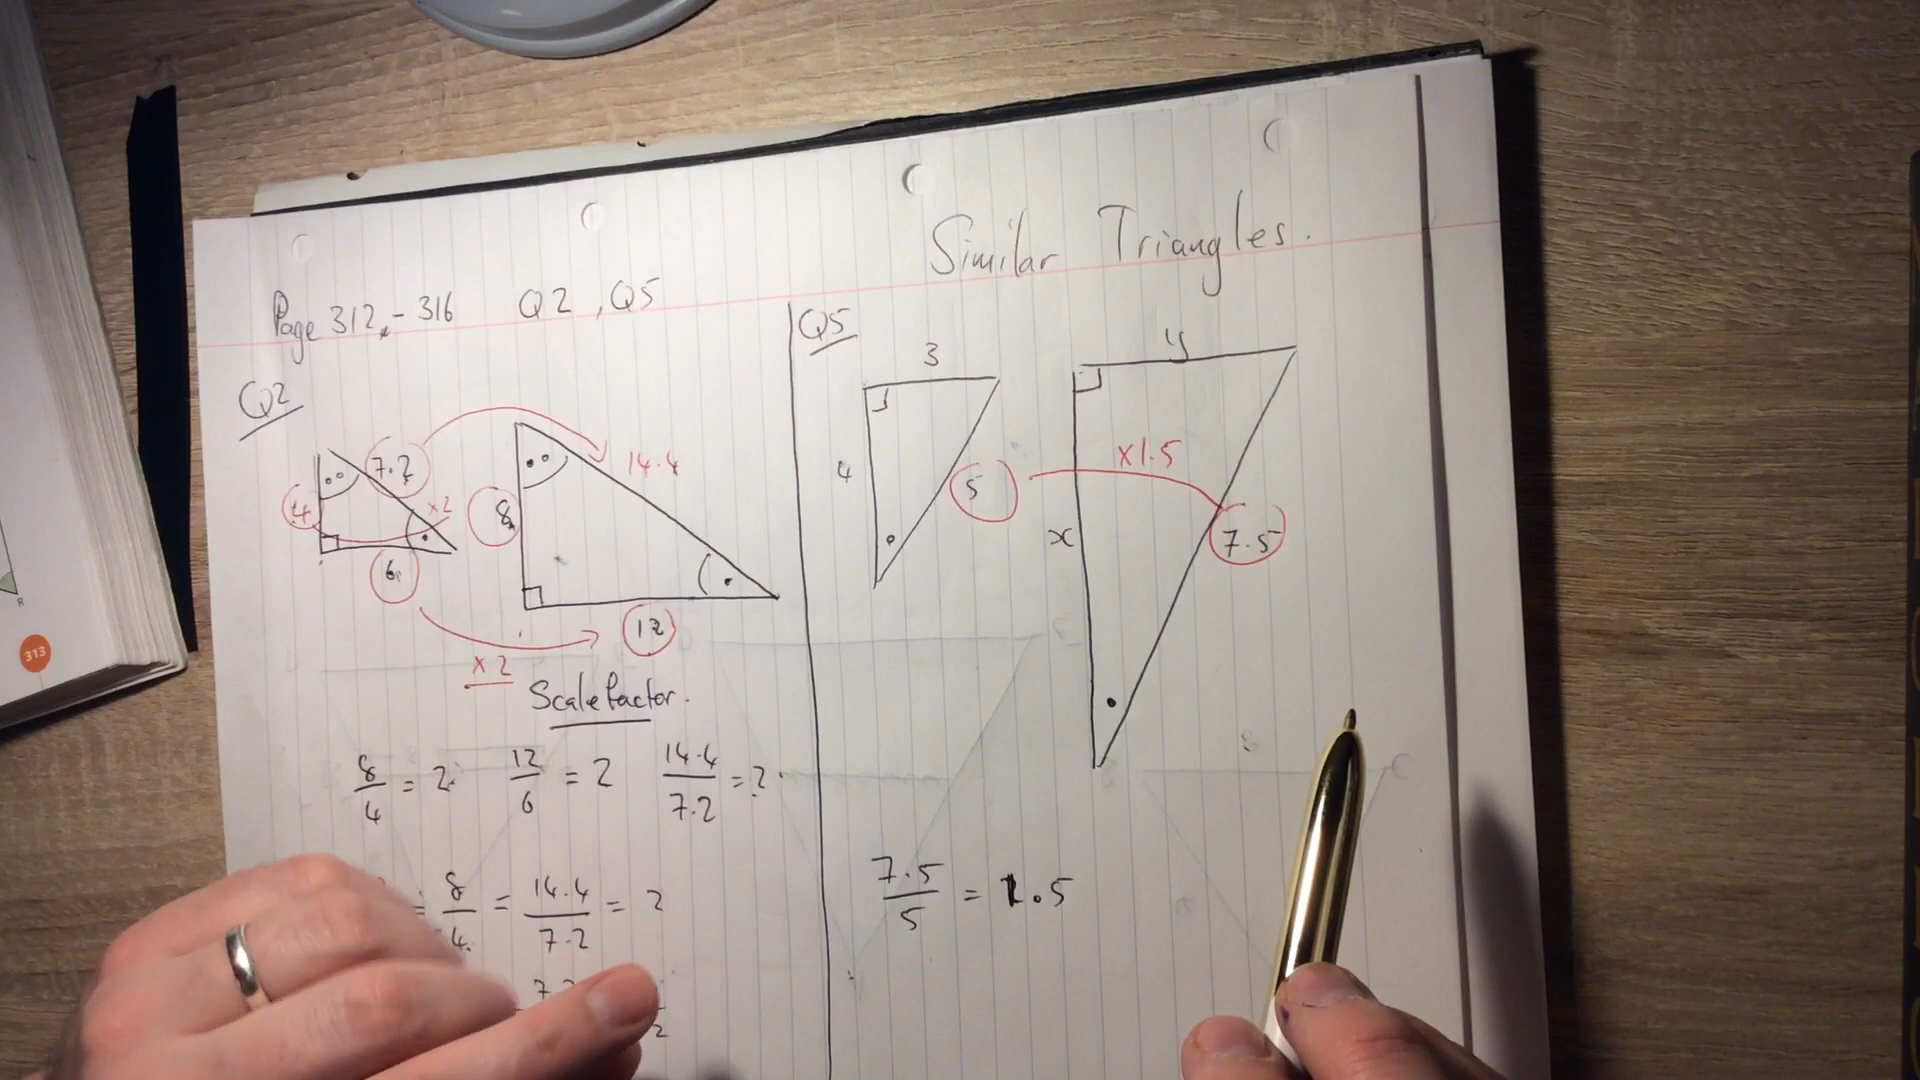 Similar Triangles.
Page 312 - 316 Q2 , Q5
Q2
7.2
4
x2
6
8
14.4
12
x2
Scale factor.
8/4 = 2
12/6 = 2
14.4/7.2 = 2
= 8/4 = 14.4/7.2 = 2
Q5
3
4
5
y
x1.5
x
7.5
7.5/5 = 1.5
313
R